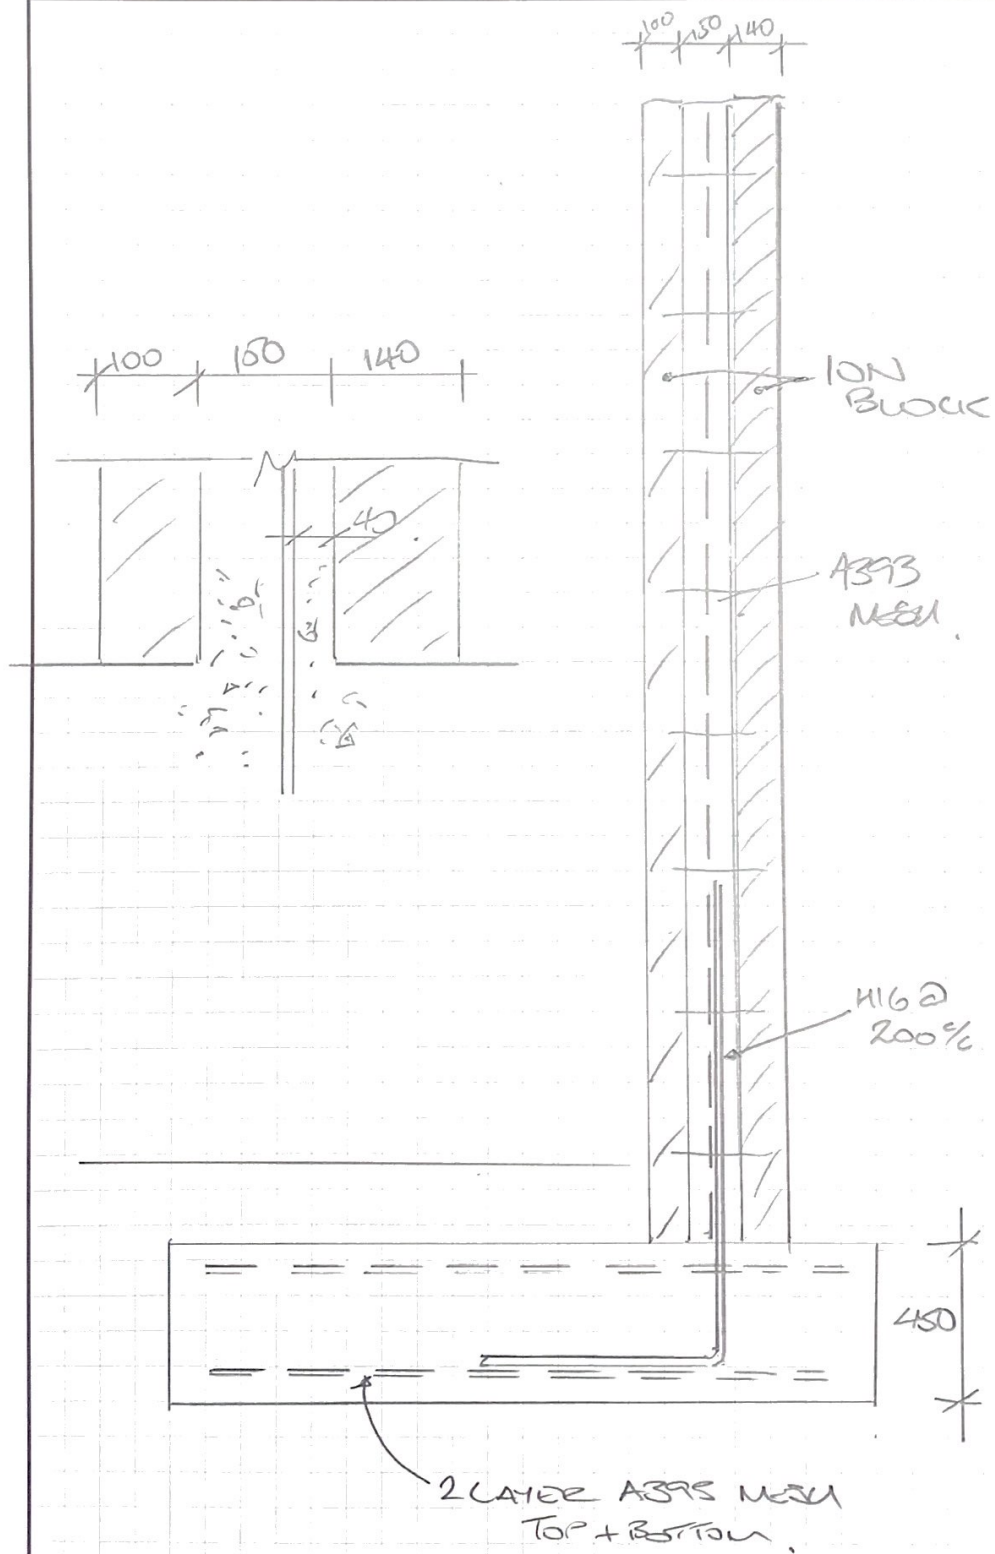 100 150 140
100 150 140
10N
BLOCK
40
A393
MESH
H16 @
200 c/c
450
2 LAYER A393 MESH
TOP + BOTTOM